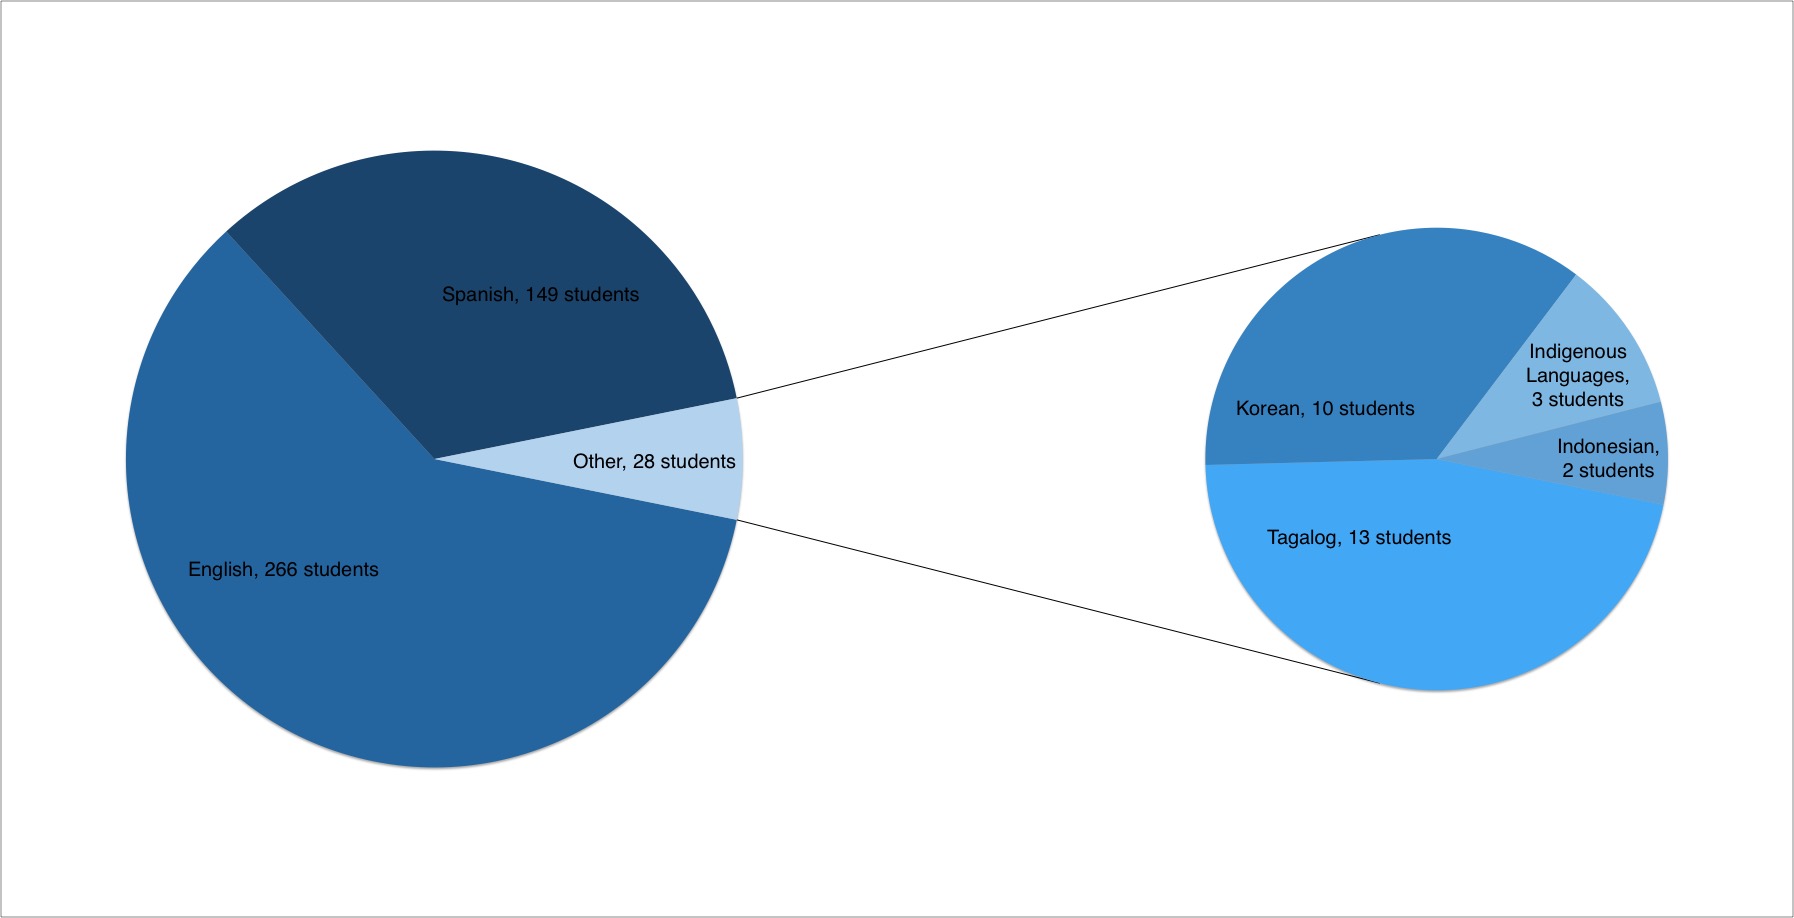 Spanish, 149 students
Other, 28 students
English, 266 students
Korean, 10 students
Indigenous
Languages,
3 students
Indonesian,
2 students
Tagalog, 13 students